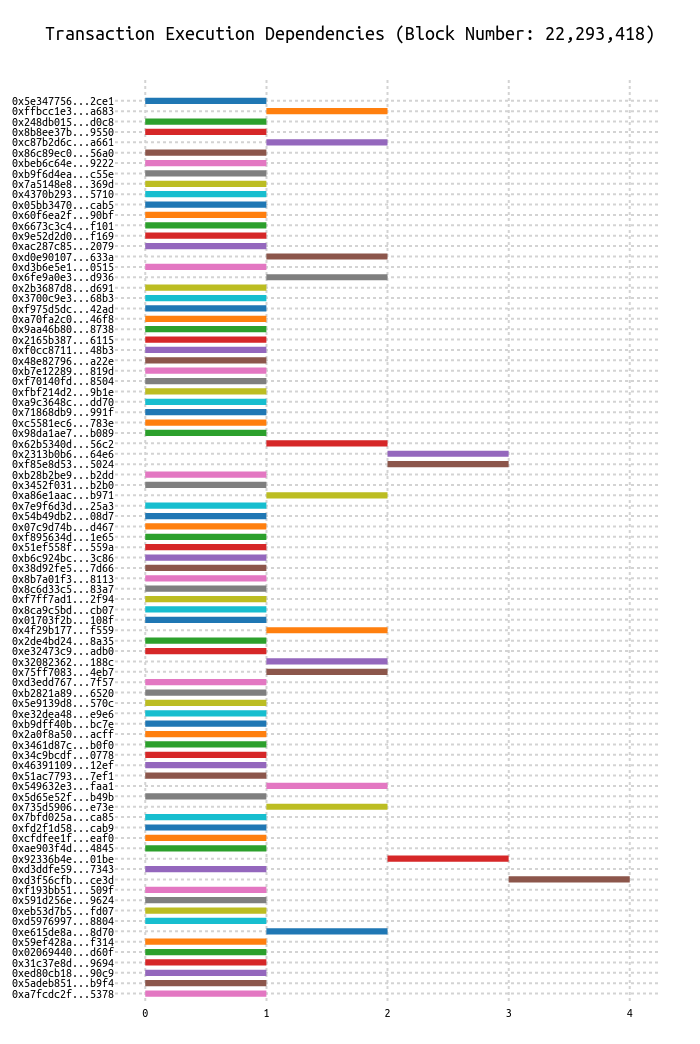 Transaction Execution Dependencies (Block Number: 22,293,418)
0x5e347756...2ce1
0xffbcc1e3...a683
0x248db015...d0c8
0x8b8ee37b...9550
0xc87b2d6c...a661
0x86c89ec0...56a0
0xbeb6c64e...9222
0xb9f6d4ea...c55e
0x7a5148e8...369d
0x4370b293...5710
0x05bb3470...cab5
0x60f6ea2f...90bf
0x6673c3c4...f101
0x9e52d2d0...f169
0xac287c85...2079
0xd0e90107...633a
0xd3b6e5e1...0515
0x6fe9a0e3...d936
0x2b3687d8...d691
0x3700c9e3...68b3
0xf975d5dc...42ad
0xa70fa2c0...46f8
0x9aa46b80...8738
0x2165b387...6115
0xf0cc8711...48b3
0x48e82796...a22e
0xb7e12289...819d
0xf70140fd...8504
0xfbf214d2...9b1e
0xa9c3648c...dd70
0x71868db9...991f
0xc5581ec6...783e
0x98da1ae7...b089
0x62b5340d...56c2
0x2313b0b6...64e6
0xf85e8d53...5024
0xb28b2be9...b2dd
0x3452f031...b2b0
0xa86e1aac...b971
0x7e9f6d3d...25a3
0x54b49db2...08d7
0x07c9d74b...d467
0xf895634d...1e65
0x51ef558f...559a
0xb6c924bc...3c86
0x38d92fe5...7d66
0x8b7a01f3...8113
0x8c6d33c5...83a7
0xf7ff7ad1...2f94
0x8ca9c5bd...cb07
0x01703f2b...108f
0x4f29b177...f559
0x2de4bd24...8a35
0xe32473c9...adb0
0x32082362...188c
0x75ff7083...4eb7
0xd3edd767...7f57
0xb2821a89...6520
0x5e9139d8...570c
0xe32dea48...e9e6
0xb9dff40b...bc7e
0x2a0f8a50...acff
0x3461d87c...b0f0
0x34c9bcdf...0778
0x46391109...12ef
0x51ac7793...7ef1
0x549632e3...faa1
0x5d65e52f...b49b
0x735d5906...e73e
0x7bfd025a...ca85
0xfd2f1d58...cab9
0xcfdfee1f...eaf0
0xae903f4d...4845
0x92336b4e...01be
0xd3ddfe59...7343
0xd3f56cfb...ce3d
0xf193bb51...509f
0x591d256e...9624
0xeb53d7b5...fd07
0xd5976997...8804
0xe615de8a...8d70
0x59ef428a...f314
0x02069440...d60f
0x31c37e8d...9694
0xed80cb18...90c9
0x5adeb851...b9f4
0xa7fcdc2f...5378
0 1 2 3 4